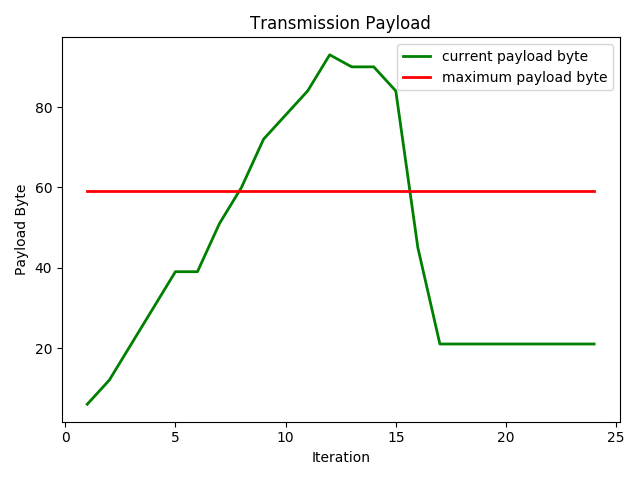 Transmission Payload
current payload byte
maximum payload byte
Payload Byte
80
60
40
20
0
5
10
15
20
25
Iteration